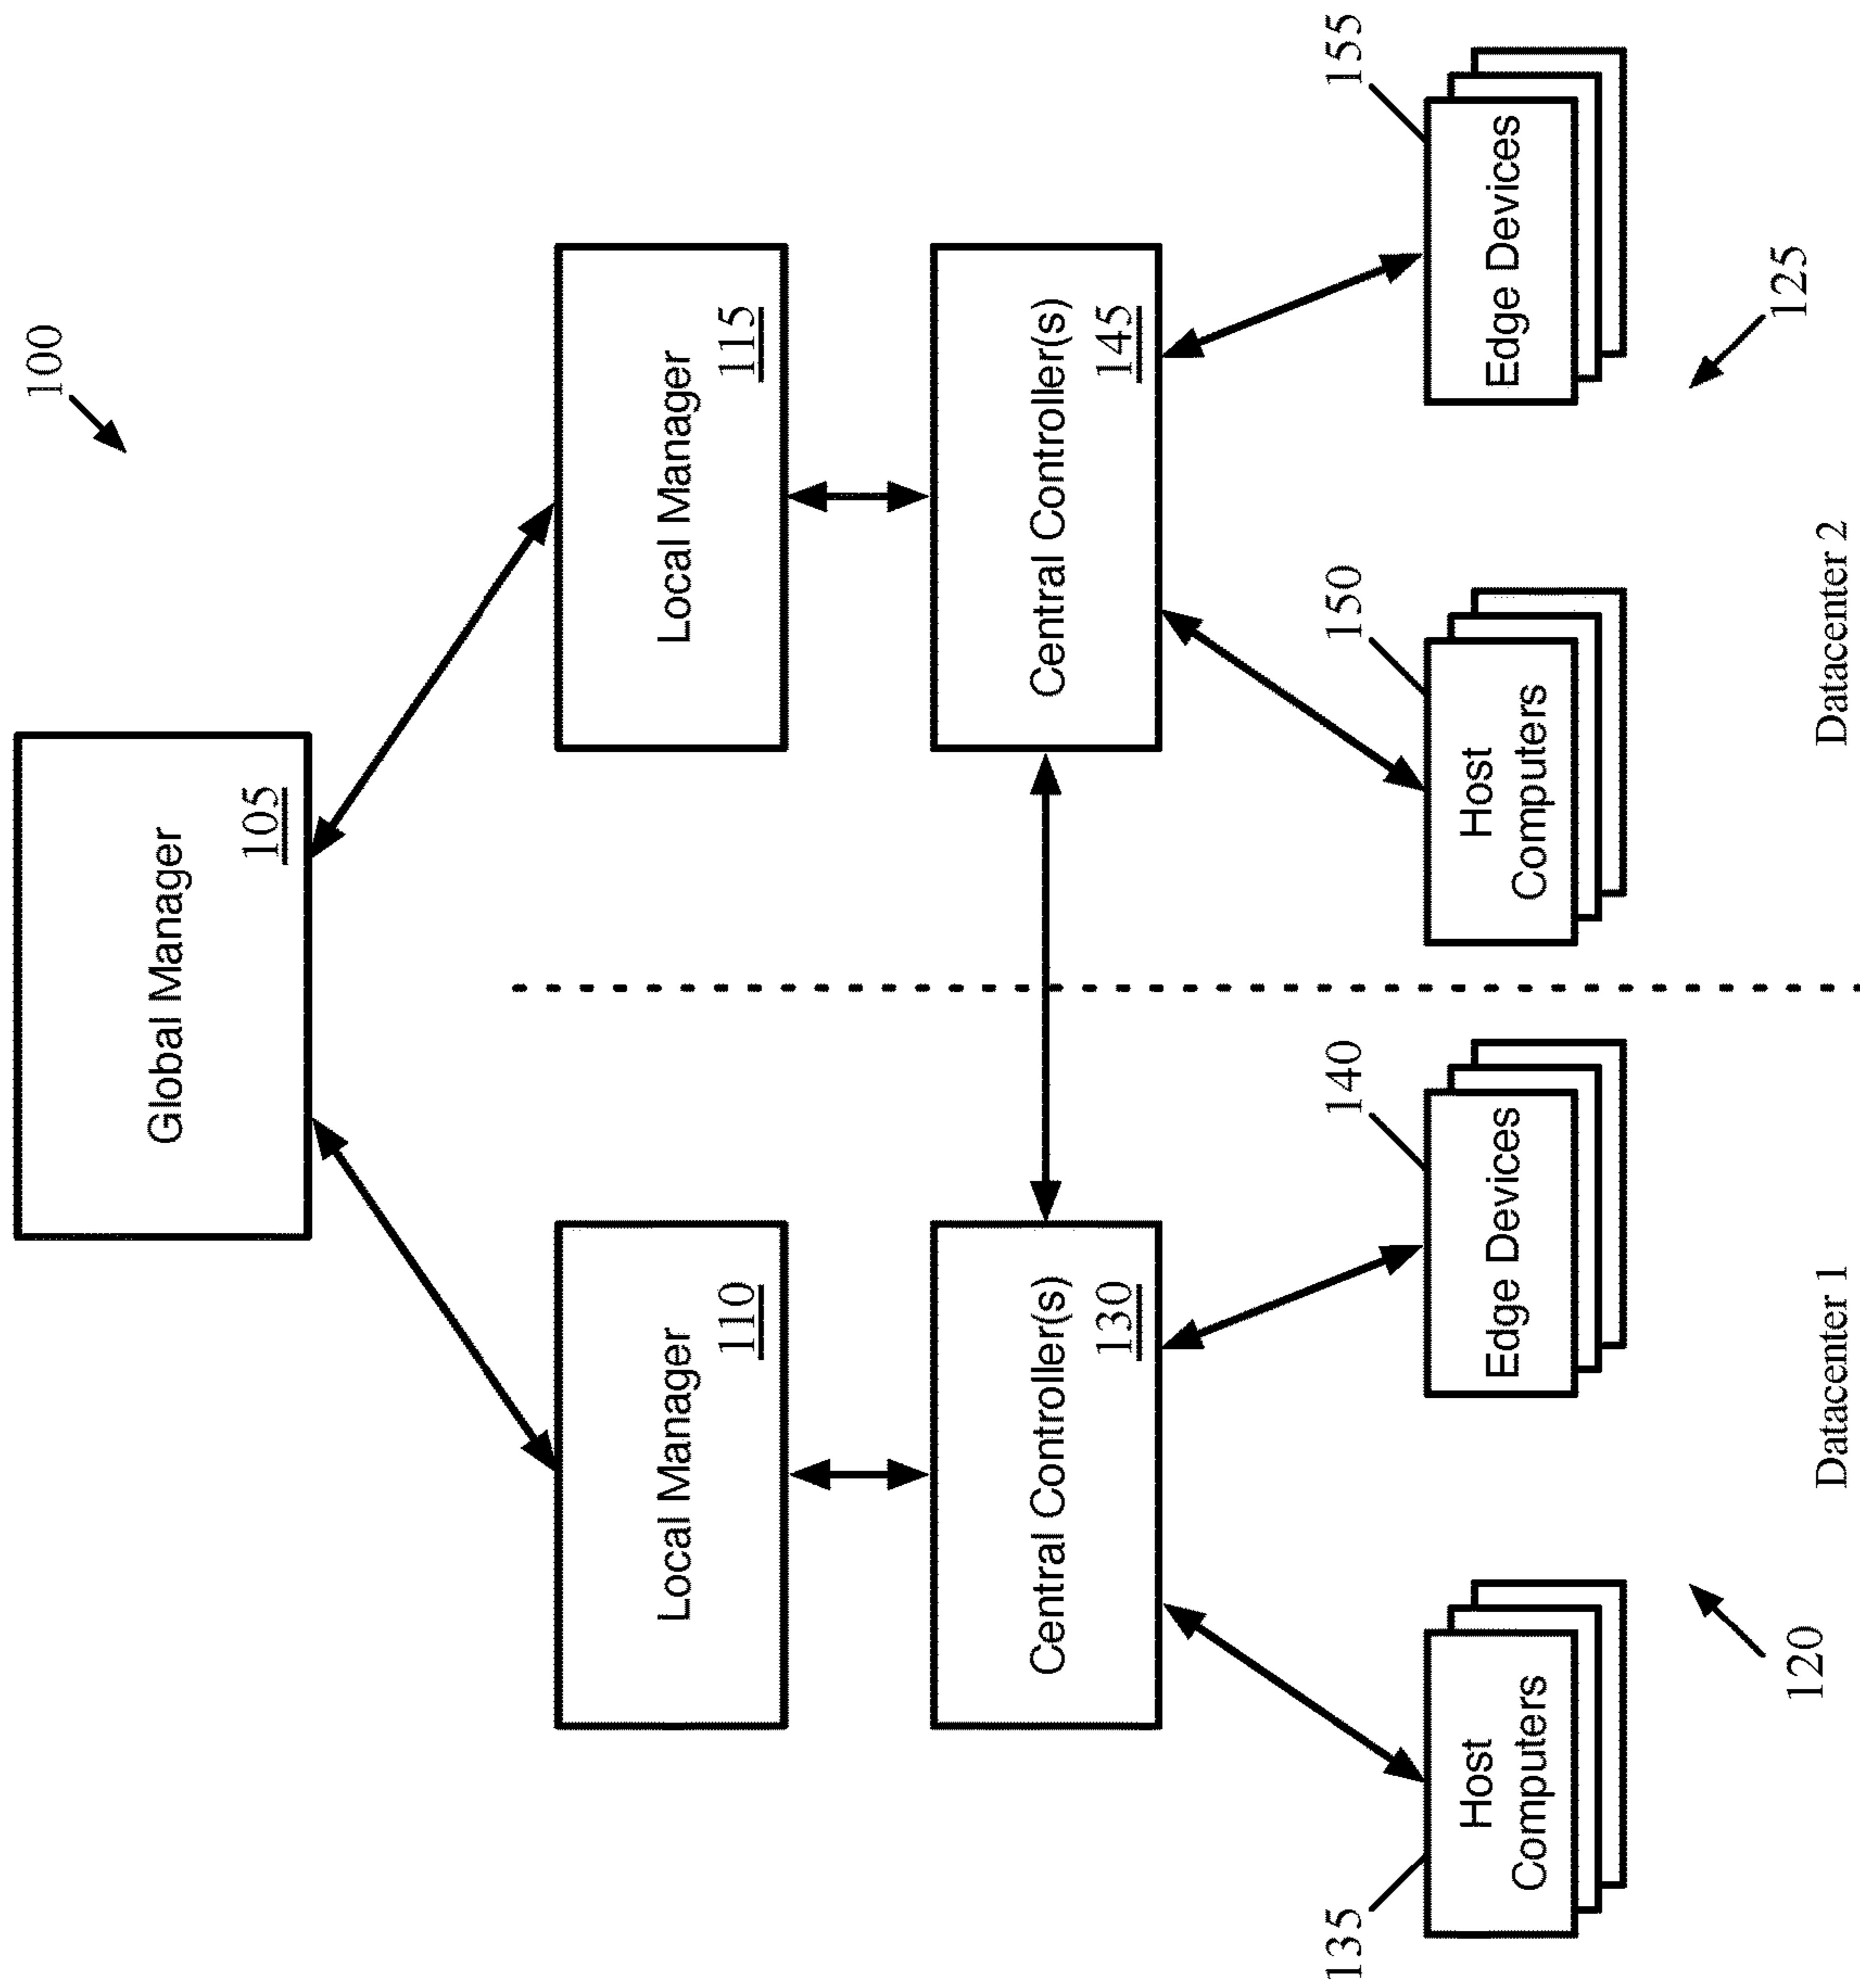 100
Global Manager
105
Local Manager
110
Local Manager
115
Central Controller(s)
130
Central Controller(s)
145
135
Host
Computers
140
Edge Devices
150
Host
Computers
155
Edge Devices
120
125
Datacenter 1
Datacenter 2